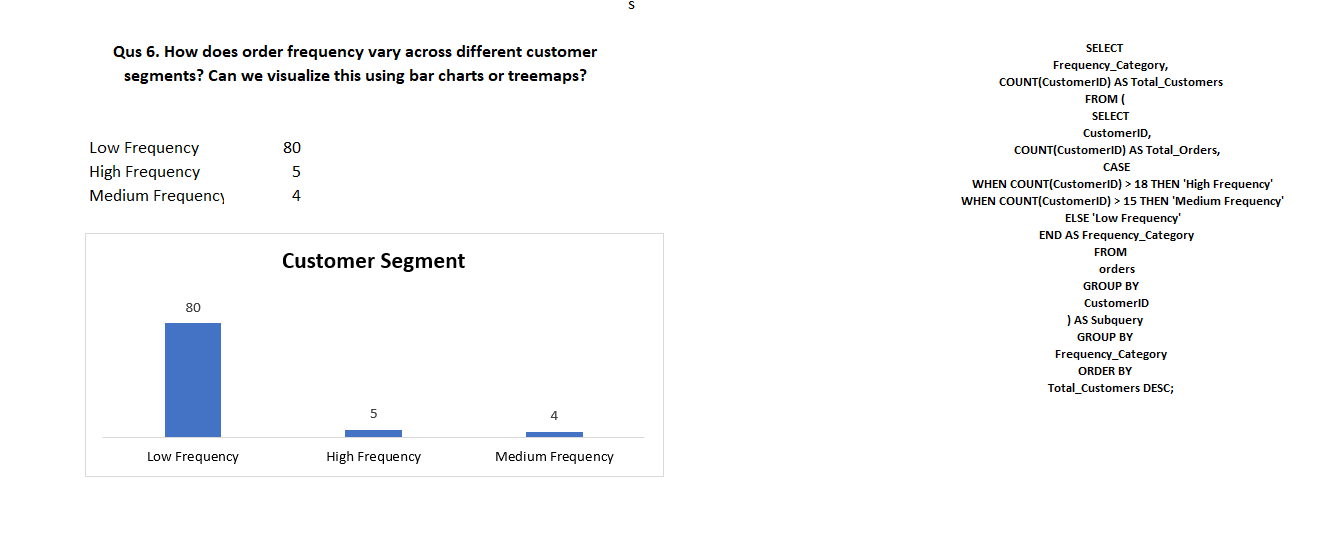 s
Qus 6. How does order frequency vary across different customer
segments? Can we visualize this using bar charts or treemaps?
Low Frequency 80
High Frequency 5
Medium Frequency 4
Customer Segment
80
5
4
Low Frequency
High Frequency
Medium Frequency
SELECT
Frequency_Category,
COUNT(CustomerID) AS Total_Customers
FROM (
SELECT
CustomerID,
COUNT(CustomerID) AS Total_Orders,
CASE
WHEN COUNT(CustomerID) > 18 THEN 'High Frequency'
WHEN COUNT(CustomerID) > 15 THEN 'Medium Frequency'
ELSE 'Low Frequency'
END AS Frequency_Category
FROM
orders
GROUP BY
CustomerID
) AS Subquery
GROUP BY
Frequency_Category
ORDER BY
Total_Customers DESC;